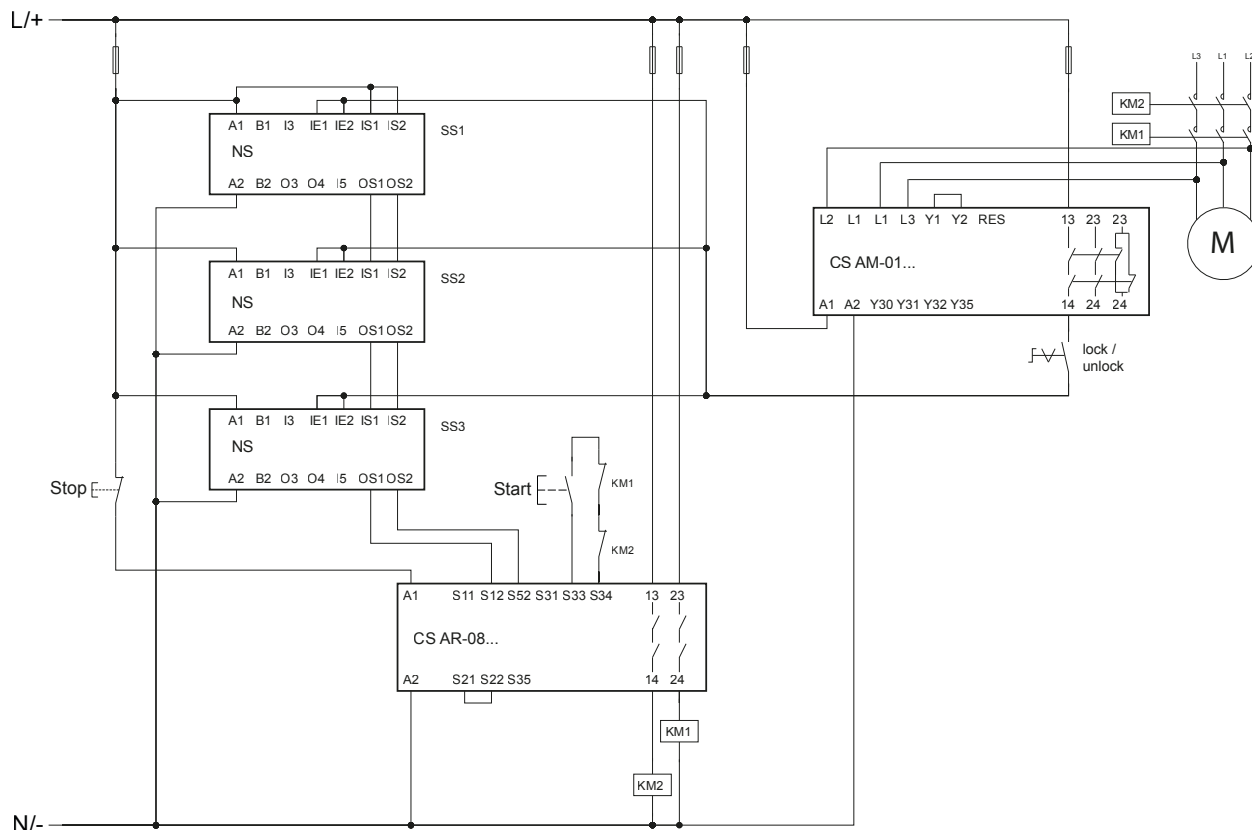 L/+
L3 L1 L2
KM2
KM1
A1 B1 I3 IE1 IE2 IS1 IS2
SS1
NS
A2 B2 O3 O4 I5 OS1 OS2
L2 L1 L1 L3 Y1 Y2 RES 13 23 23
M
CS AM-01...
A1 A2 Y30 Y31 Y32 Y35 14 24 24
A1 B1 I3 IE1 IE2 IS1 IS2
SS2
NS
A2 B2 O3 O4 I5 OS1 OS2
lock /
unlock
A1 B1 I3 IE1 IE2 IS1 IS2
SS3
NS
A2 B2 O3 O4 I5 OS1 OS2
Stop
Start
KM1
KM2
A1 S11 S12 S52 S31 S33 S34 13 23
CS AR-08...
A2 S21 S22 S35 14 24
KM1
KM2
N/-